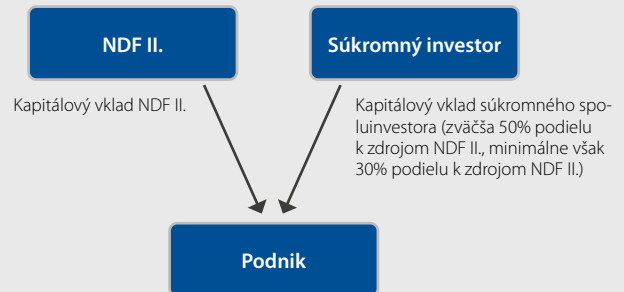 NDF II.
Súkromný investor
Kapitálový vklad NDF II.
Kapitálový vklad súkromného spo-
luinvestora (zväčša 50% podielu
k zdrojom NDF II., minimálne však
30% podielu k zdrojom NDF II.)
Podnik